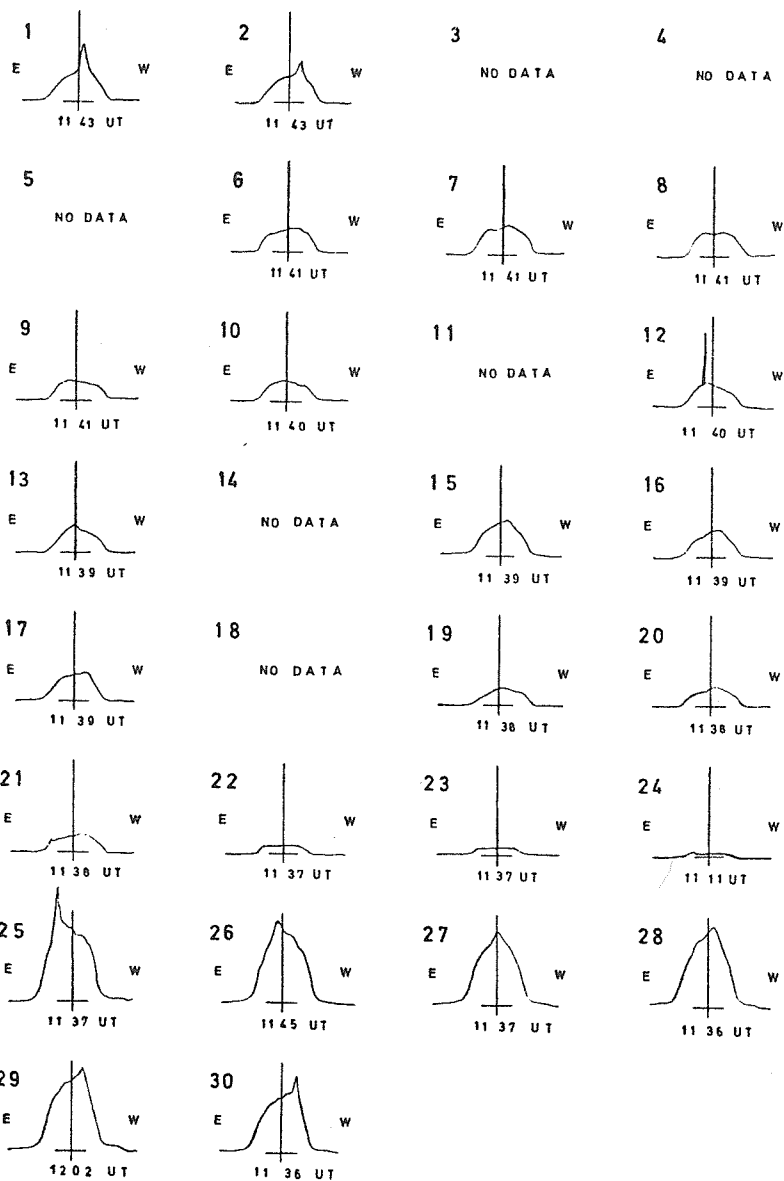 1 2 3 4
E W E W NO DATA NO DATA
11 43 UT 11 43 UT
5 6 7 8
NO DATA E W E W E W
11 41 UT 11 41 UT 11 41 UT
9 10 11 12
E W E W NO DATA E W
11 41 UT 11 40 UT 11 40 UT
13 14 15 16
E W NO DATA E W E W
11 39 UT 11 39 UT 11 39 UT
17 18 19 20
E W NO DATA E W E W
11 39 UT 11 38 UT 11 38 UT
21 22 23 24
E W E W E W E W
11 38 UT 11 37 UT 11 37 UT 11 11 UT
25 26 27 28
E W E W E W E W
11 37 UT 11 45 UT 11 37 UT 11 36 UT
29 30
E W E W
12 02 UT 11 36 UT